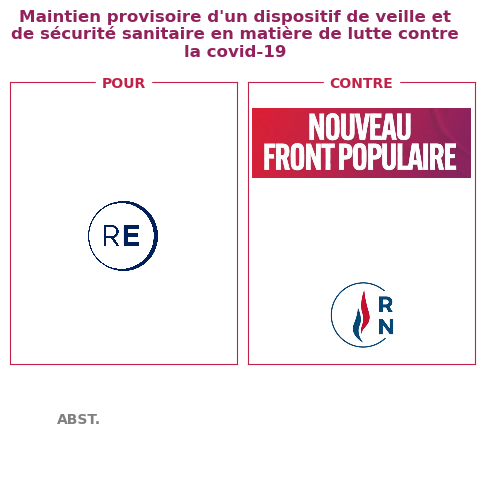 Maintien provisoire d'un dispositif de veille et
de sécurité sanitaire en matière de lutte contre
la covid-19
POUR
CONTRE
NOUVEAU
FRONT POPULAIRE
RE
R
N
ABST.